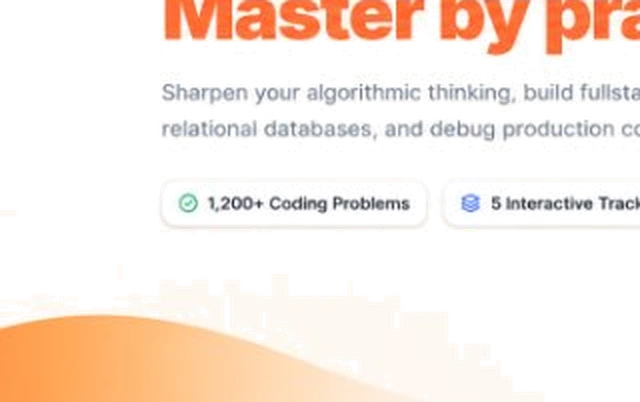 Master by pra
Sharpen your algorithmic thinking, build fullsta
relational databases, and debug production co
1,200+ Coding Problems
5 Interactive Track